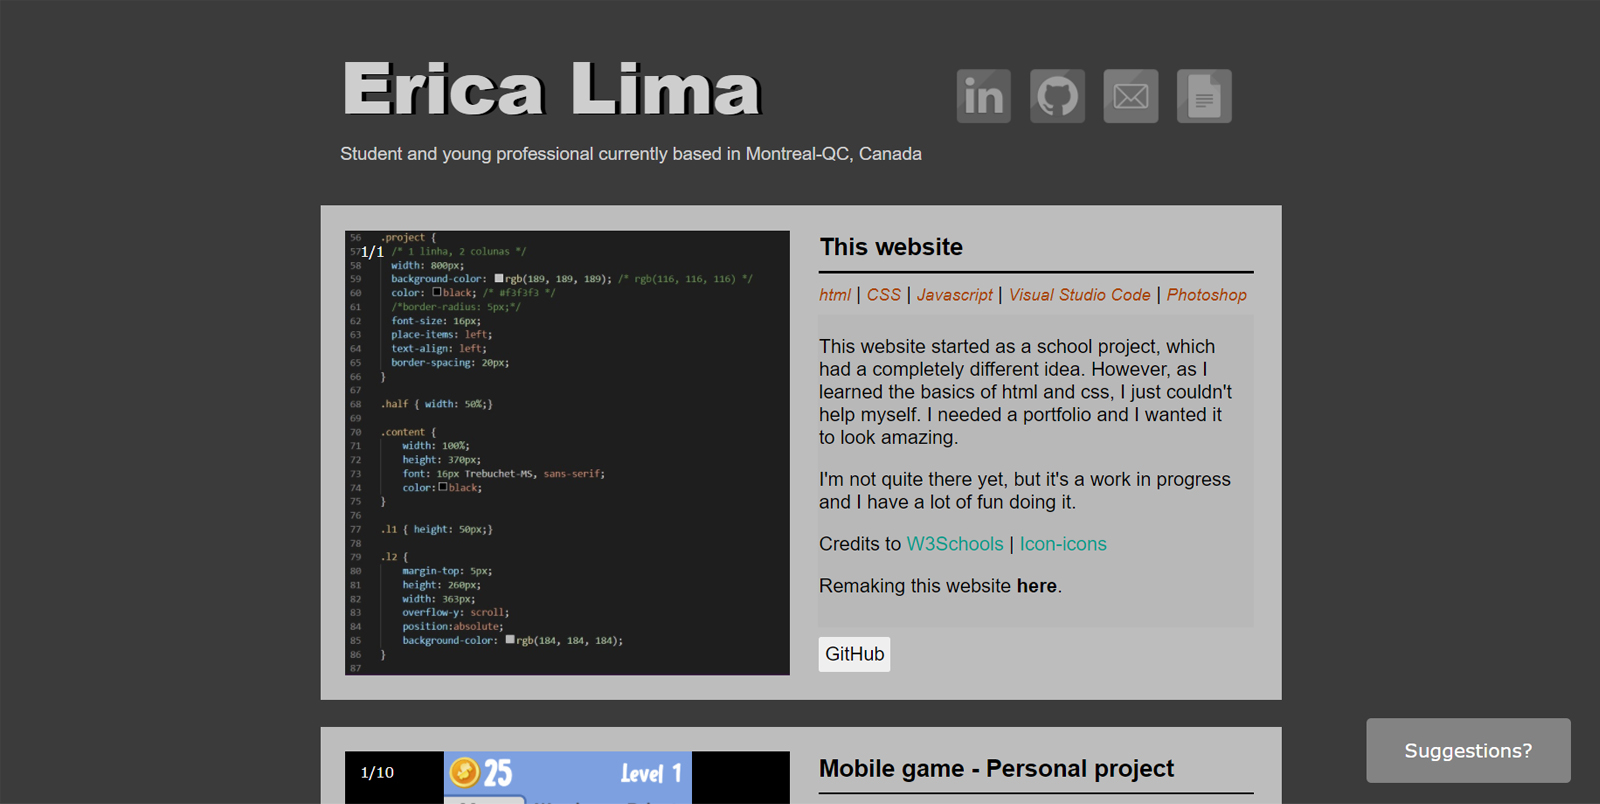 Erica Lima
in
Student and young professional currently based in Montreal-QC, Canada
1/1
56 .project {
57 /* 1 linha, 2 colunas */
58 width: 800px;
59 background-color: rgb(189, 189, 189); /* rgb(116, 116, 116) */
60 color: black; /* #f3f3f3 */
61 /*border-radius: 5px;*/
62 font-size: 16px;
63 place-items: left;
64 text-align: left;
65 border-spacing: 20px;
66 }
67
68 .half { width: 50%;}
69
70 .content {
71 width: 100%;
72 height: 370px;
73 font: 16px Trebuchet-MS, sans-serif;
74 color: black;
75 }
76
77 .l1 { height: 50px;}
78
79 .l2 {
80 margin-top: 5px;
81 height: 260px;
82 width: 363px;
83 overflow-y: scroll;
84 position:absolute;
85 background-color: rgb(184, 184, 184);
86 }
87
This website
html | CSS | Javascript | Visual Studio Code | Photoshop
This website started as a school project, which
had a completely different idea. However, as I
learned the basics of html and css, I just couldn't
help myself. I needed a portfolio and I wanted it
to look amazing.
I'm not quite there yet, but it's a work in progress
and I have a lot of fun doing it.
Credits to W3Schools | Icon-icons
Remaking this website here.
GitHub
1/10
25 Level 1
Mobile game - Personal project
Suggestions?